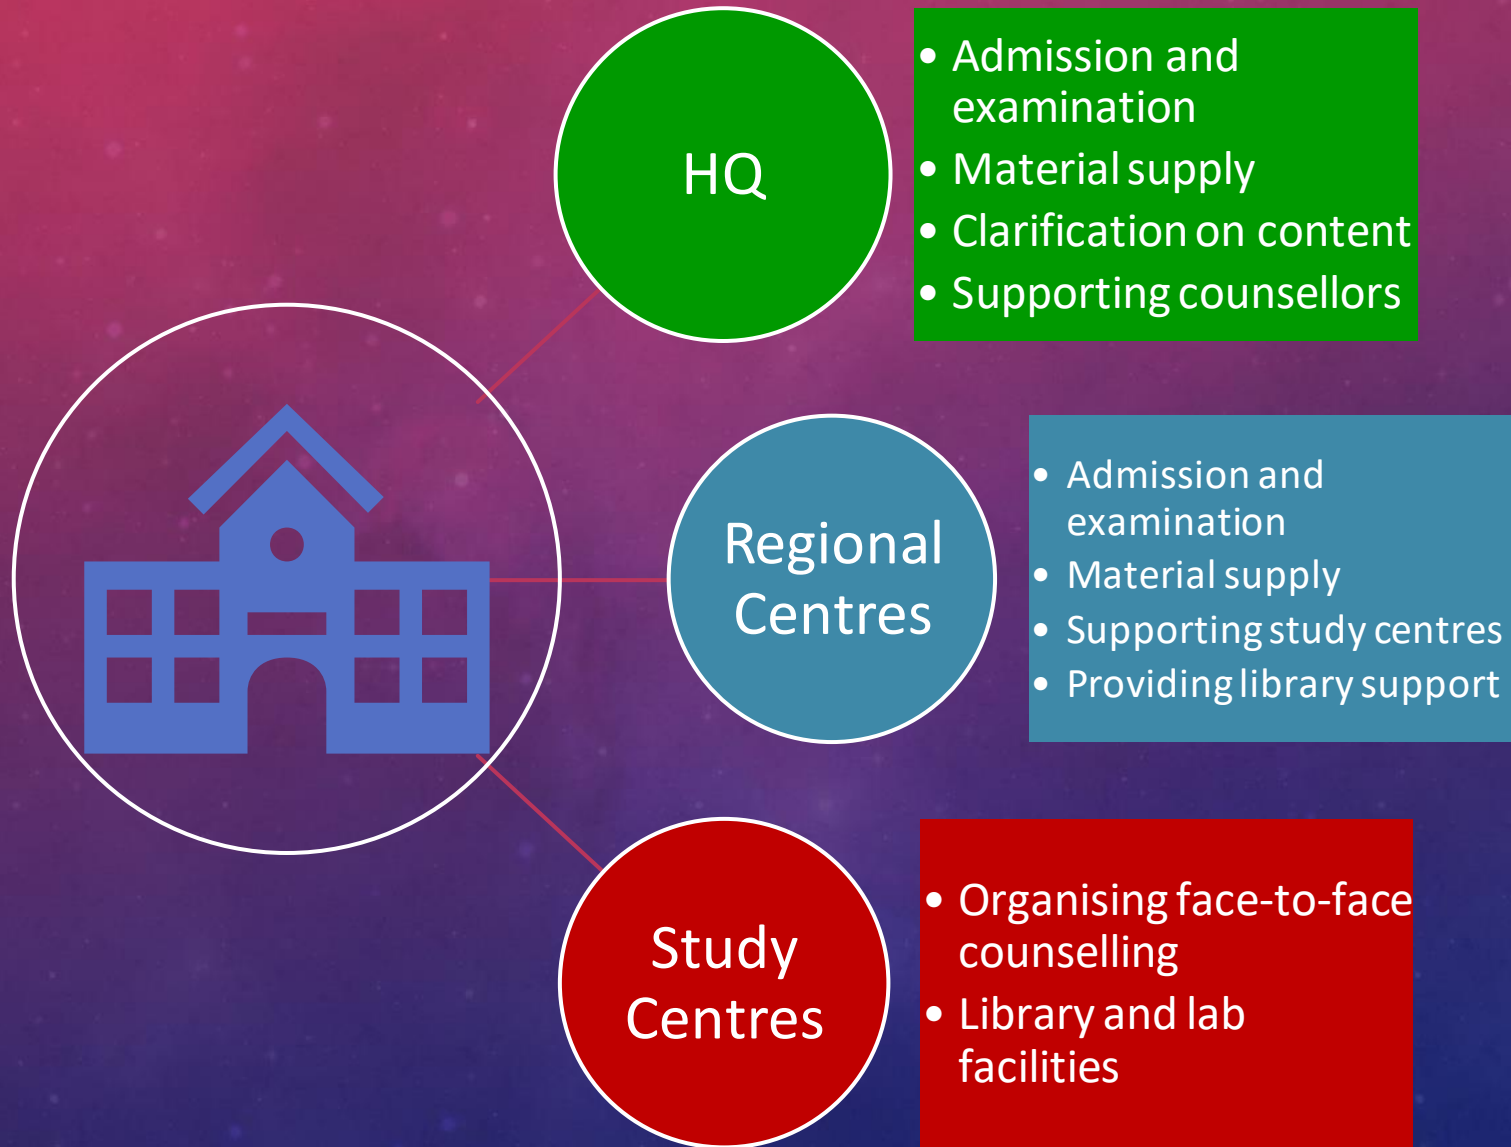 HQ
• Admission and
examination
• Material supply
• Clarification on content
• Supporting counsellors
Regional
Centres
• Admission and
examination
• Material supply
• Supporting study centres
• Providing library support
Study
Centres
• Organising face-to-face
counselling
• Library and lab
facilities